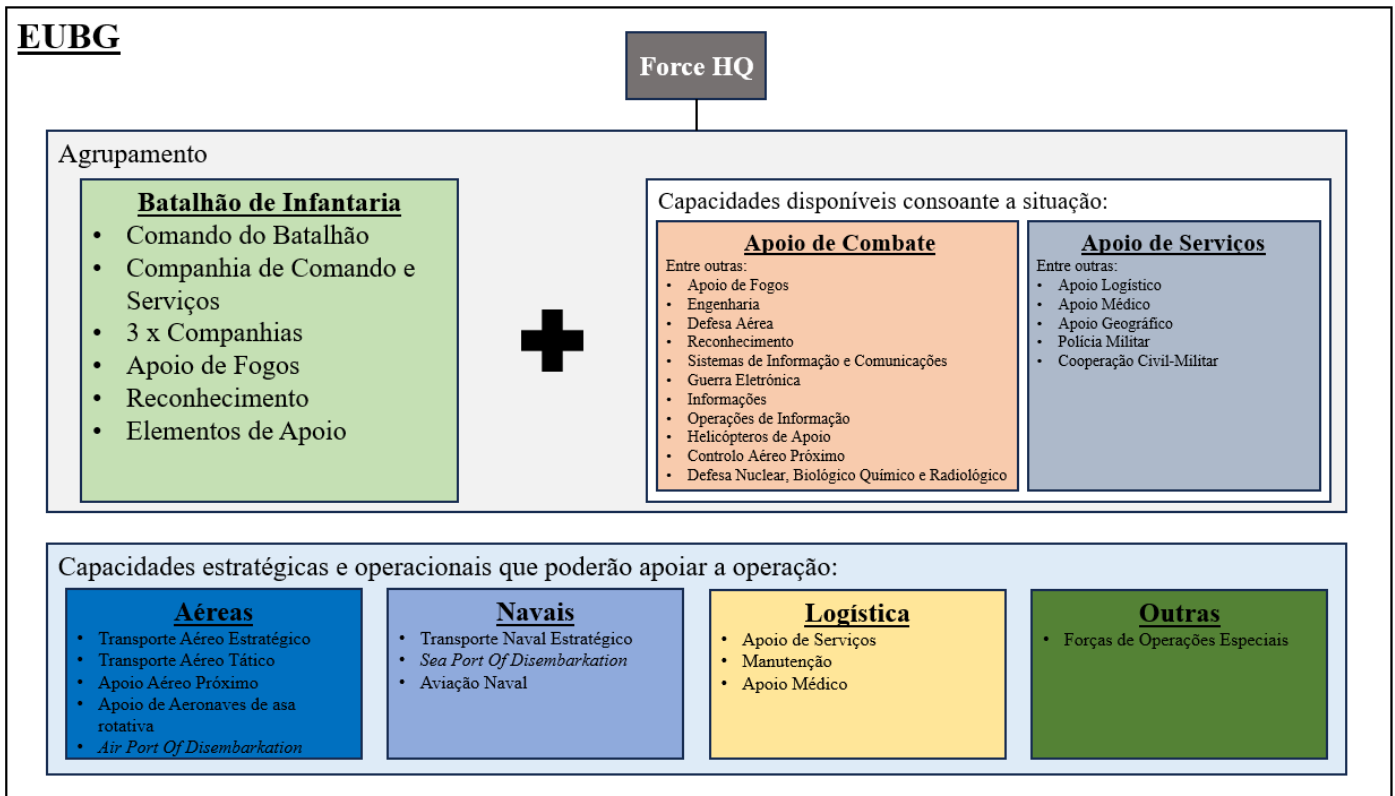 EUBG
Force HQ
Agrupamento
Batalhão de Infantaria
• Comando do Batalhão
• Companhia de Comando e
Serviços
• 3 x Companhias
• Apoio de Fogos
• Reconhecimento
• Elementos de Apoio
Capacidades disponíveis consoante a situação:
Apoio de Combate
Entre outras:
• Apoio de Fogos
• Engenharia
• Defesa Aérea
• Reconhecimento
• Sistemas de Informação e Comunicações
• Guerra Eletrónica
• Informações
• Operações de Informação
• Helicópteros de Apoio
• Controlo Aéreo Próximo
• Defesa Nuclear, Biológico Químico e Radiológico
Apoio de Serviços
Entre outras:
• Apoio Logístico
• Apoio Médico
• Apoio Geográfico
• Polícia Militar
• Cooperação Civil-Militar
Capacidades estratégicas e operacionais que poderão apoiar a operação:
Aéreas
• Transporte Aéreo Estratégico
• Transporte Aéreo Tático
• Apoio Aéreo Próximo
• Apoio de Aeronaves de asa
rotativa
• Air Port Of Disembarkation
Navais
• Transporte Naval Estratégico
• Sea Port Of Disembarkation
• Aviação Naval
Logística
• Apoio de Serviços
• Manutenção
• Apoio Médico
Outras
• Forças de Operações Especiais